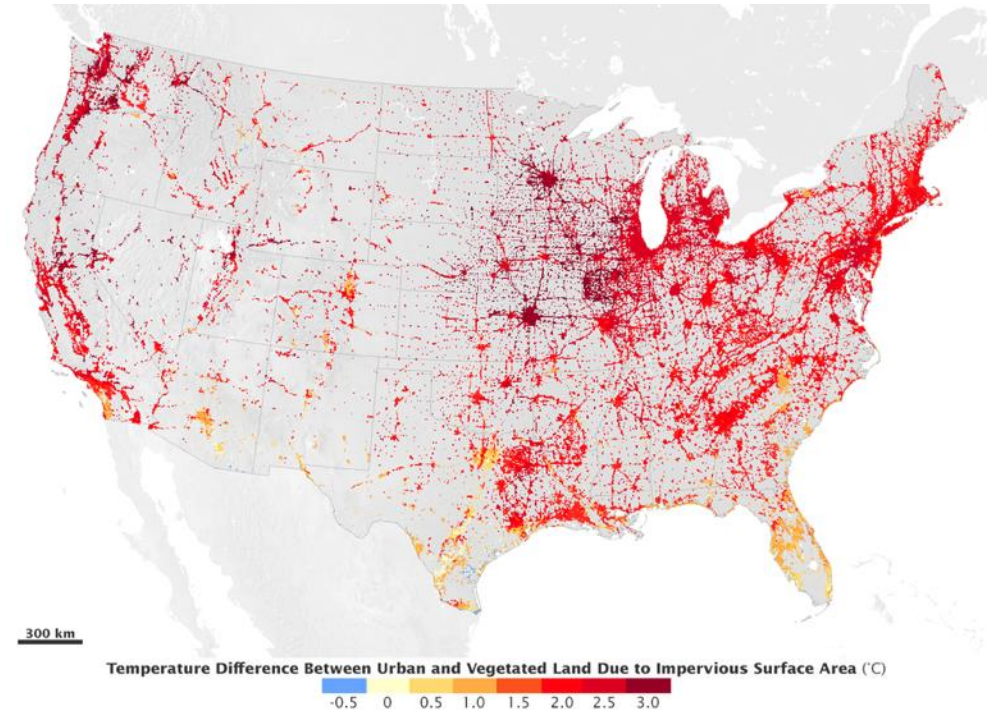 300 km
Temperature Difference Between Urban and Vegetated Land Due to Impervious Surface Area (˚C)
-0.5 0 0.5 1.0 1.5 2.0 2.5 3.0